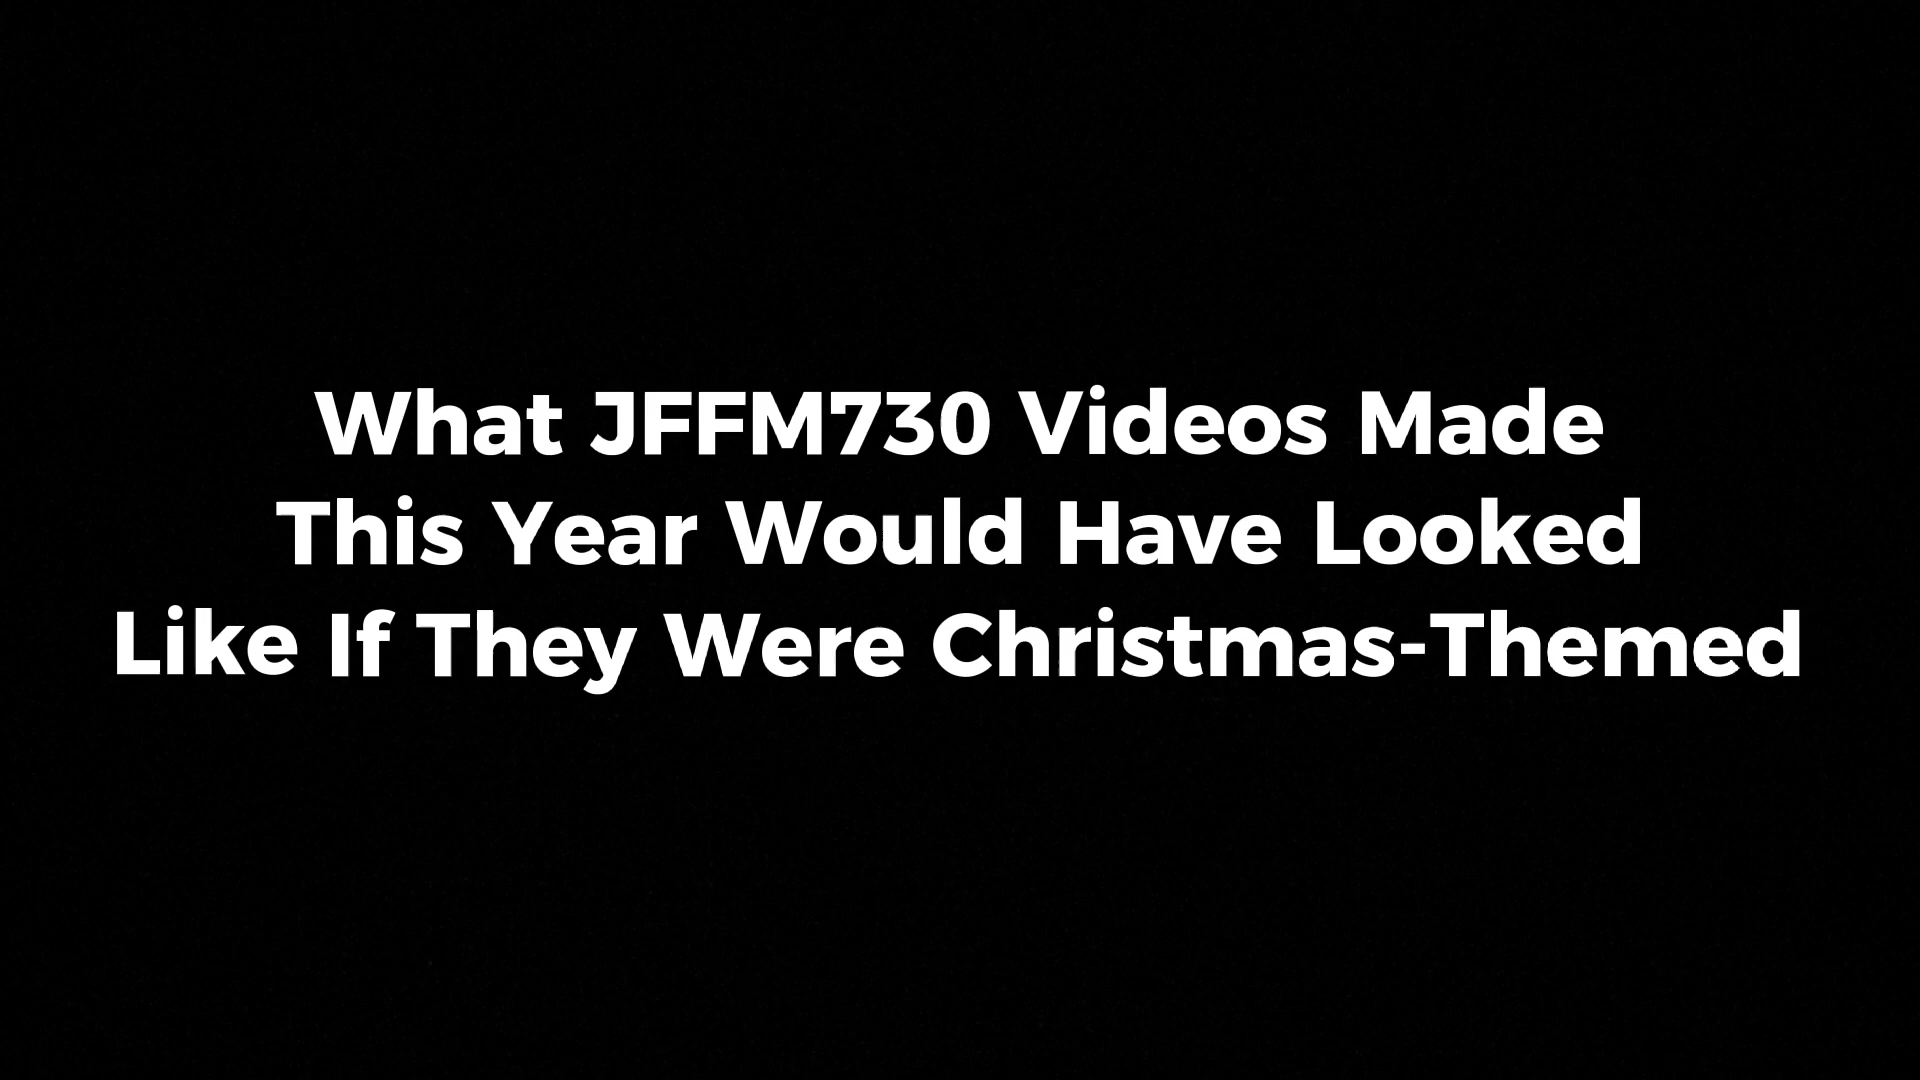 What JFFM730 Videos Made
This Year Would Have Looked
Like If They Were Christmas-Themed